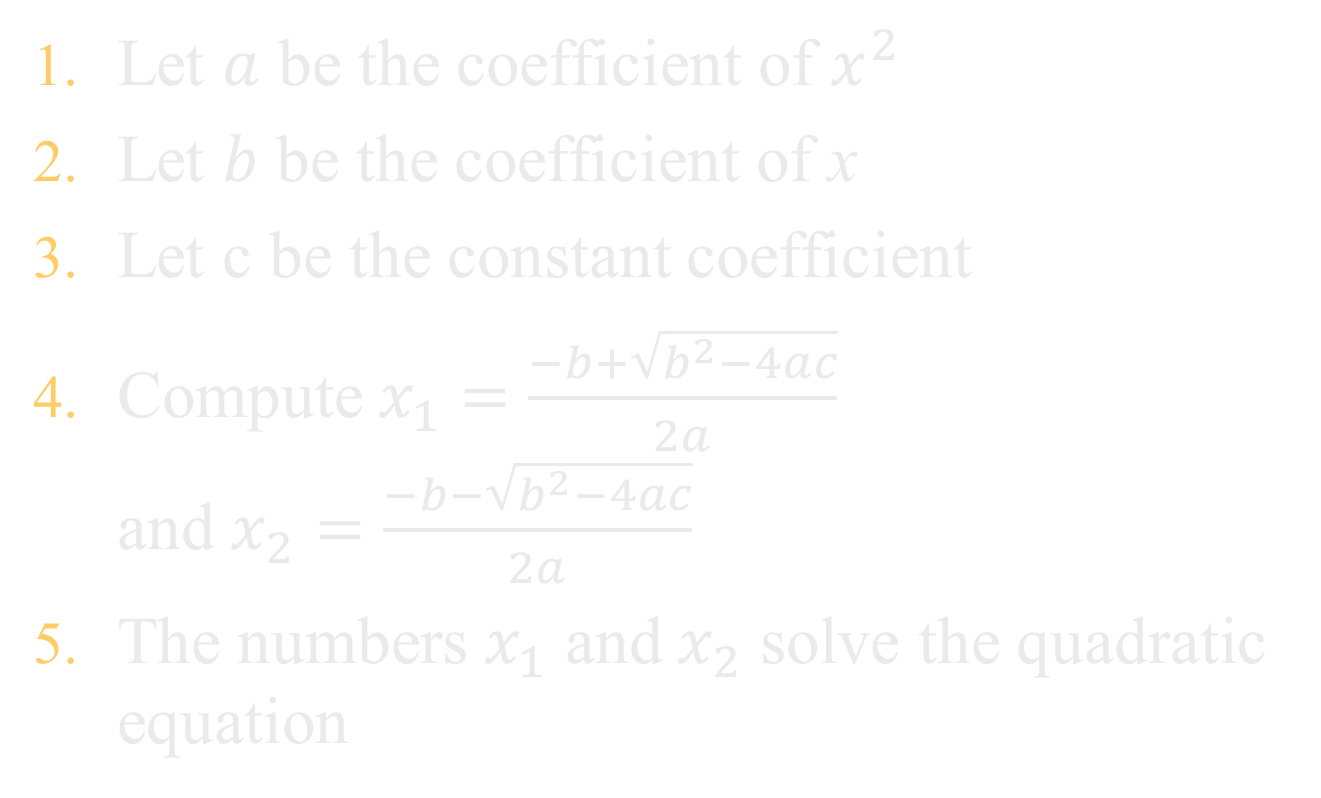 1. Let a be the coefficient of x²
2. Let b be the coefficient of x
3. Let c be the constant coefficient
4. Compute x₁ = (−b+√(b²−4ac))/(2a)
and x₂ = (−b−√(b²−4ac))/(2a)
5. The numbers x₁ and x₂ solve the quadratic
equation